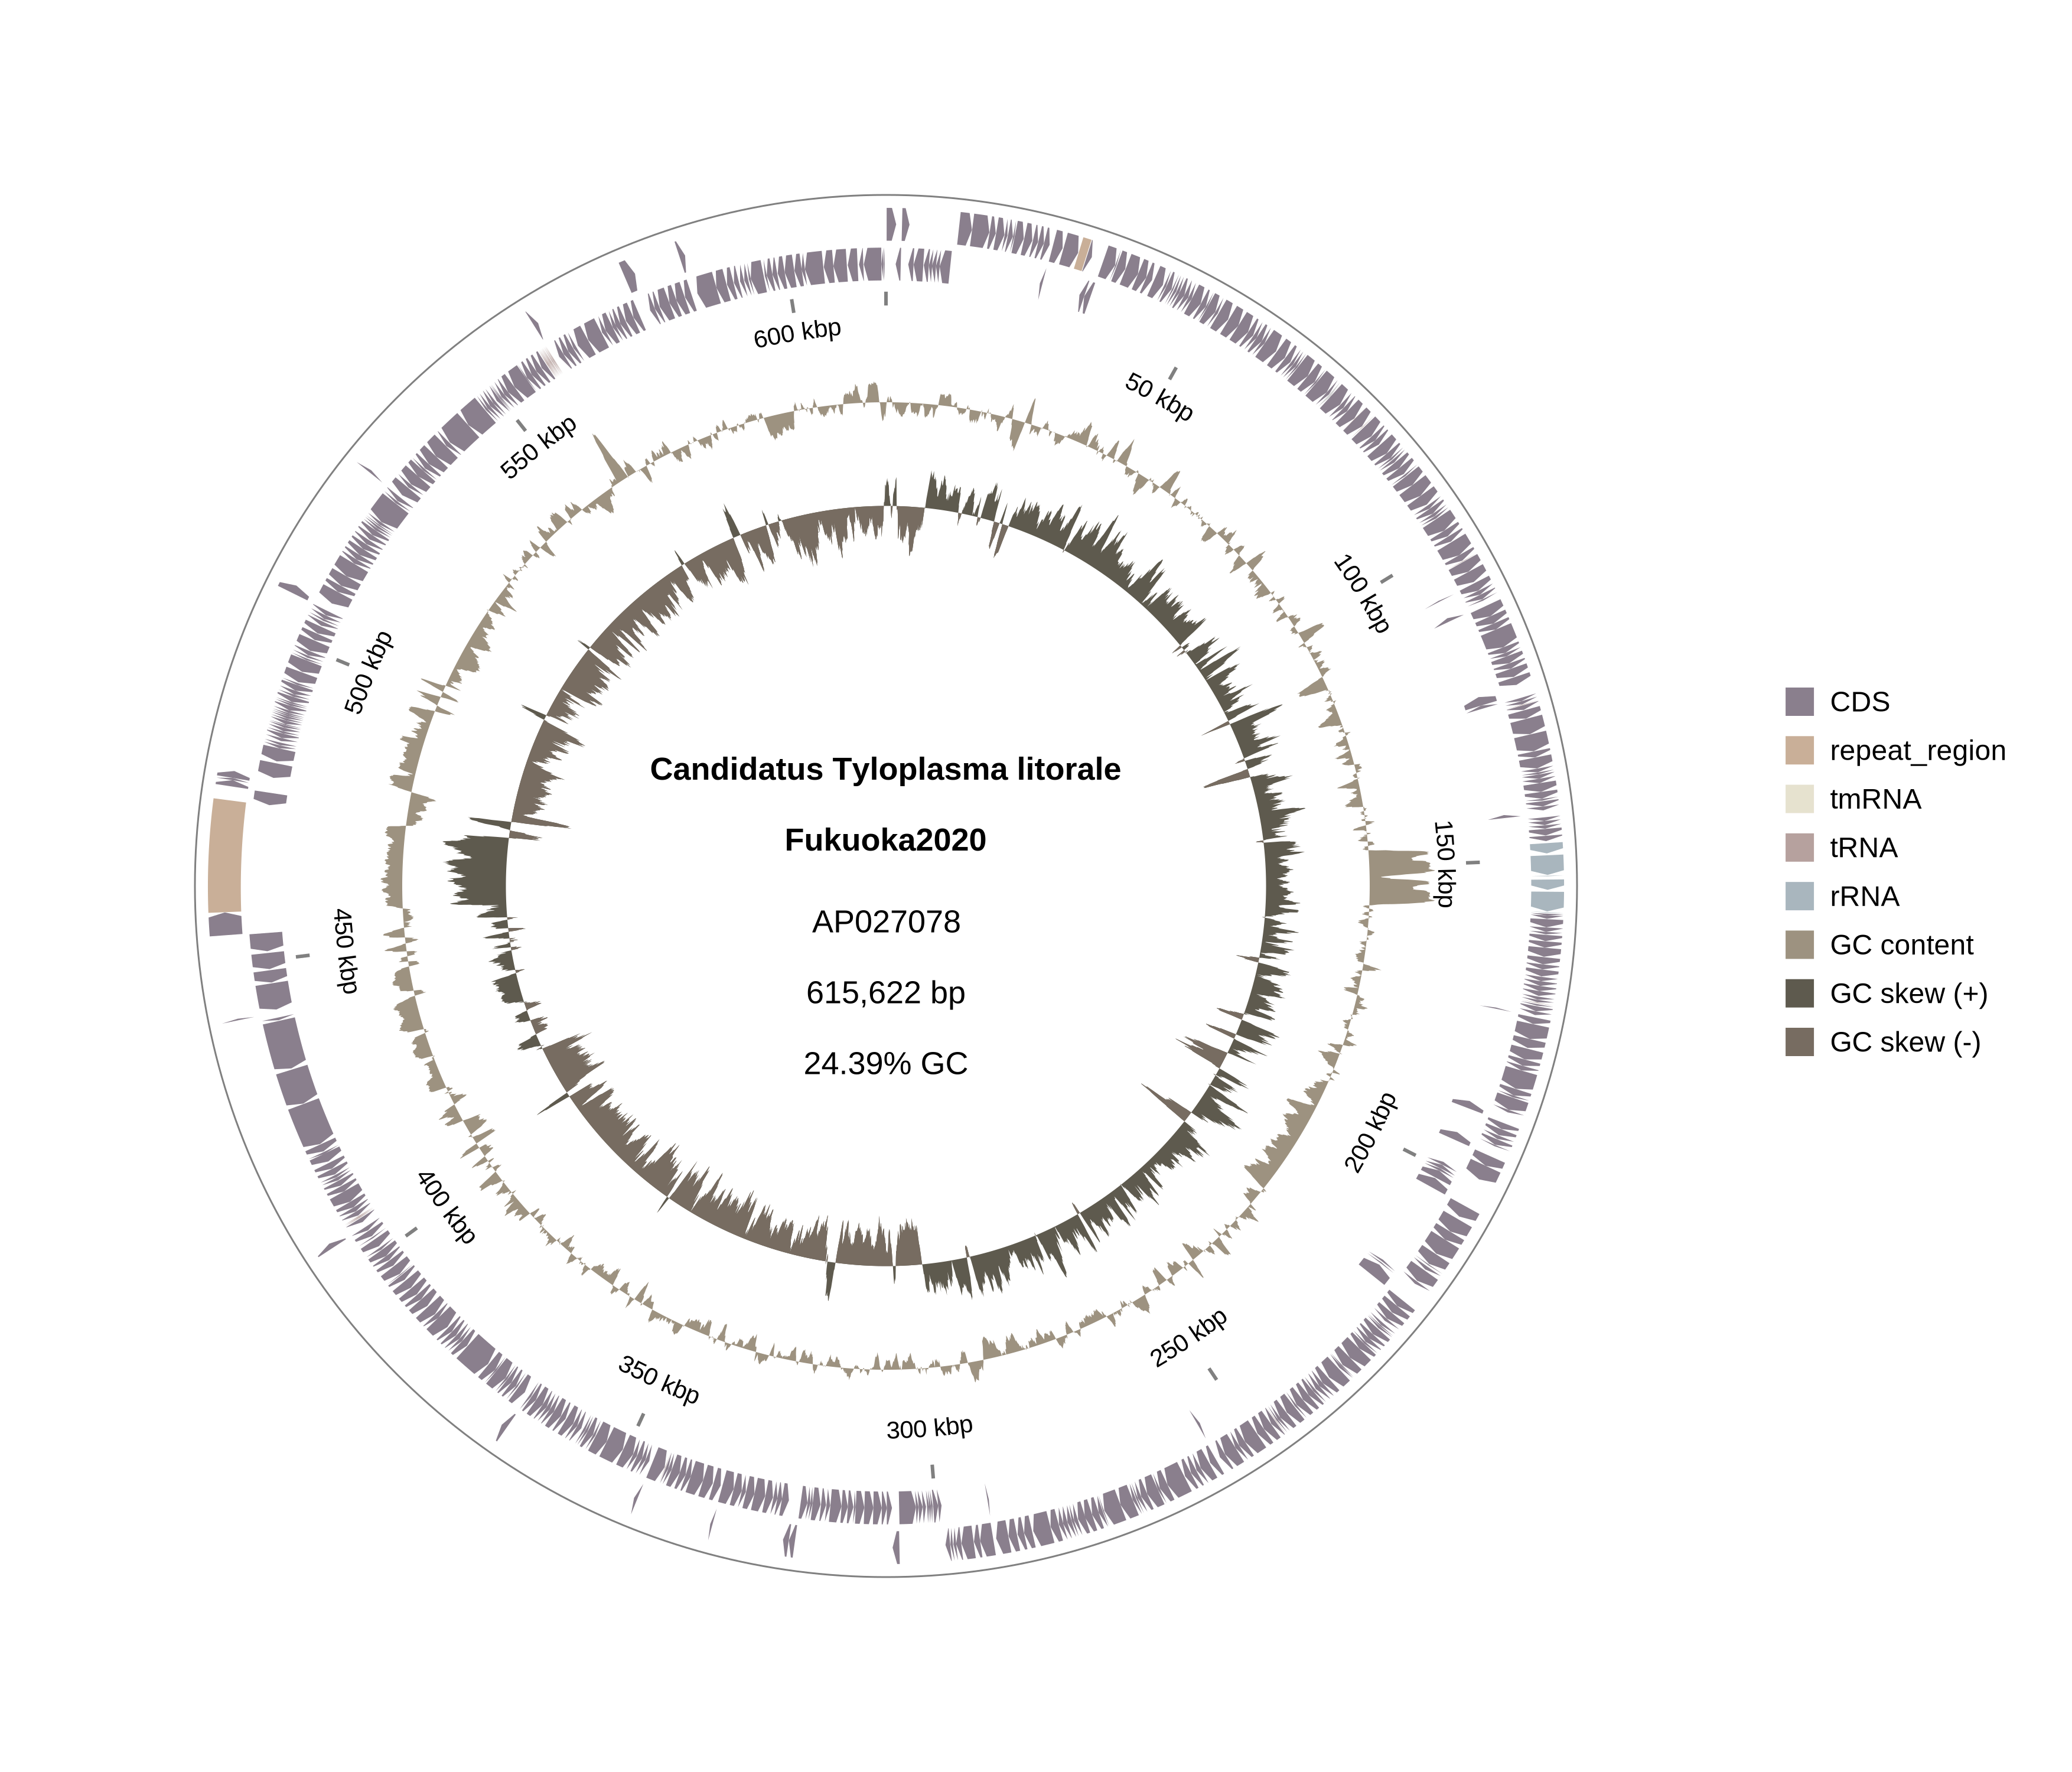 Candidatus Tyloplasma litorale
Fukuoka2020
AP027078
615,622 bp
24.39% GC
50 kbp
100 kbp
150 kbp
200 kbp
250 kbp
300 kbp
350 kbp
400 kbp
450 kbp
500 kbp
550 kbp
600 kbp
CDS
repeat_region
tmRNA
tRNA
rRNA
GC content
GC skew (+)
GC skew (-)